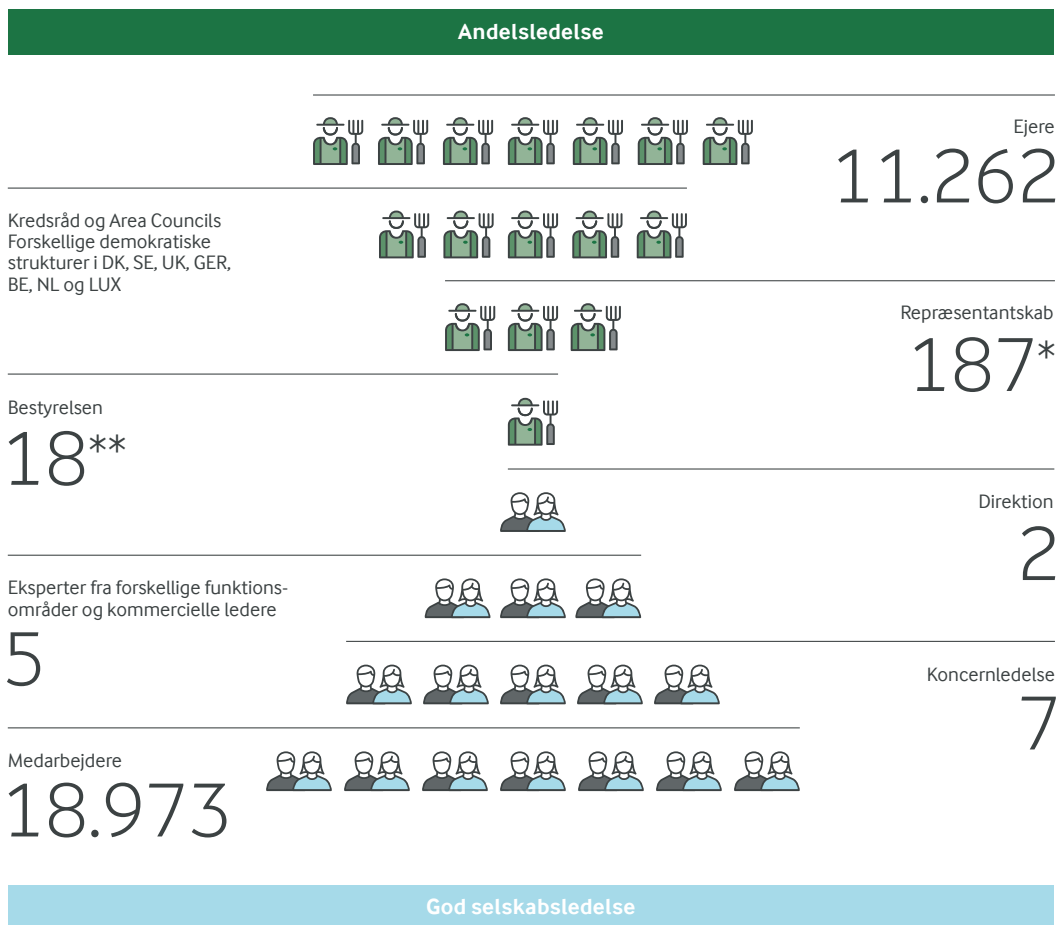 Andelsledelse
Ejere
11.262
Kredsråd og Area Councils
Forskellige demokratiske
strukturer i DK, SE, UK, GER,
BE, NL og LUX
Repræsentantskab
187*
Bestyrelsen
18**
Direktion
2
Eksperter fra forskellige funktions-
områder og kommercielle ledere
5
Koncernledelse
7
Medarbejdere
18.973
God selskabsledelse